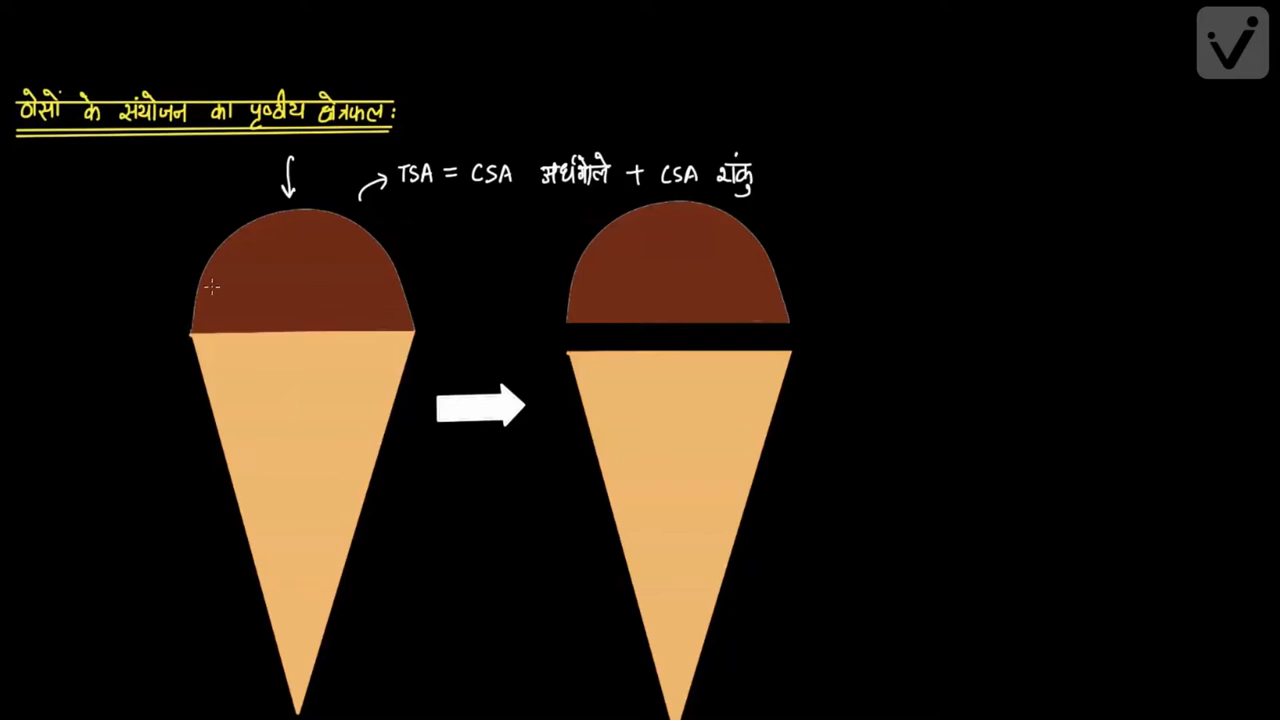 ठोसों के संयोजन का पृष्ठीय क्षेत्रफल :
TSA = CSA अर्धगोले + CSA शंकु